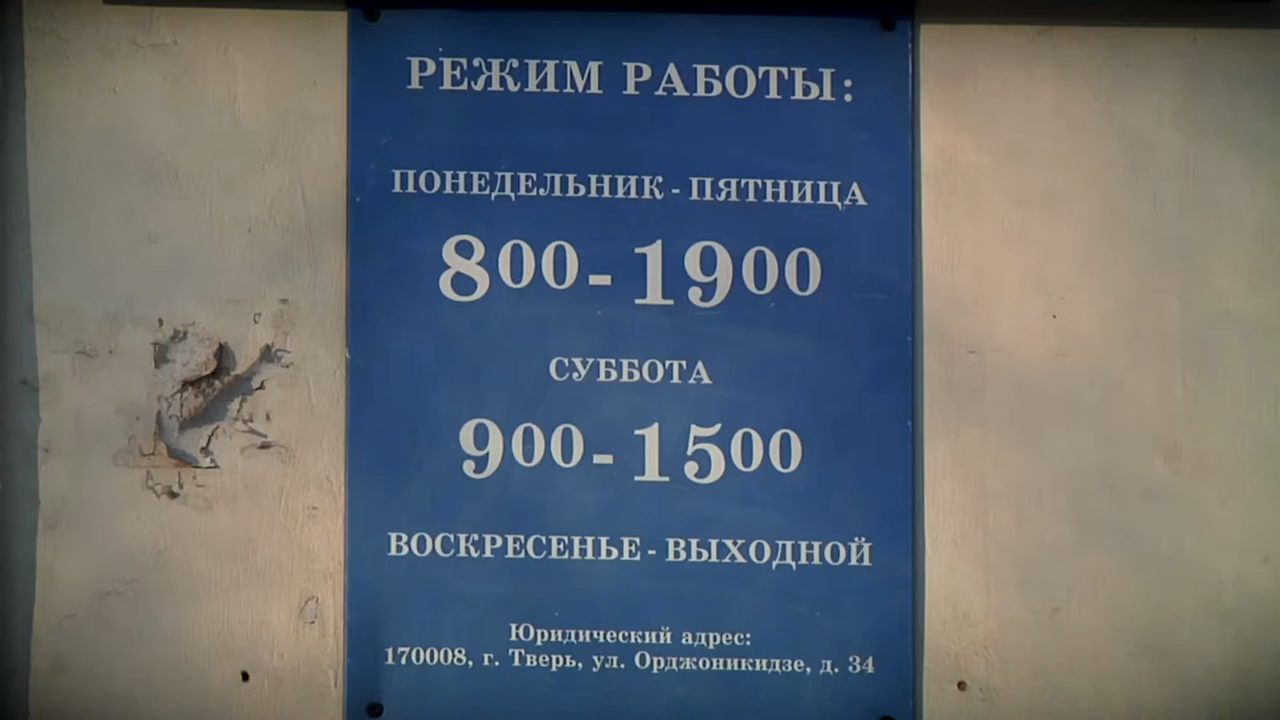 РЕЖИМ РАБОТЫ:
ПОНЕДЕЛЬНИК - ПЯТНИЦА
800 - 1900
СУББОТА
900 - 1500
ВОСКРЕСЕНЬЕ - ВЫХОДНОЙ
Юридический адрес:
170008, г. Тверь, ул. Орджоникидзе, д. 34